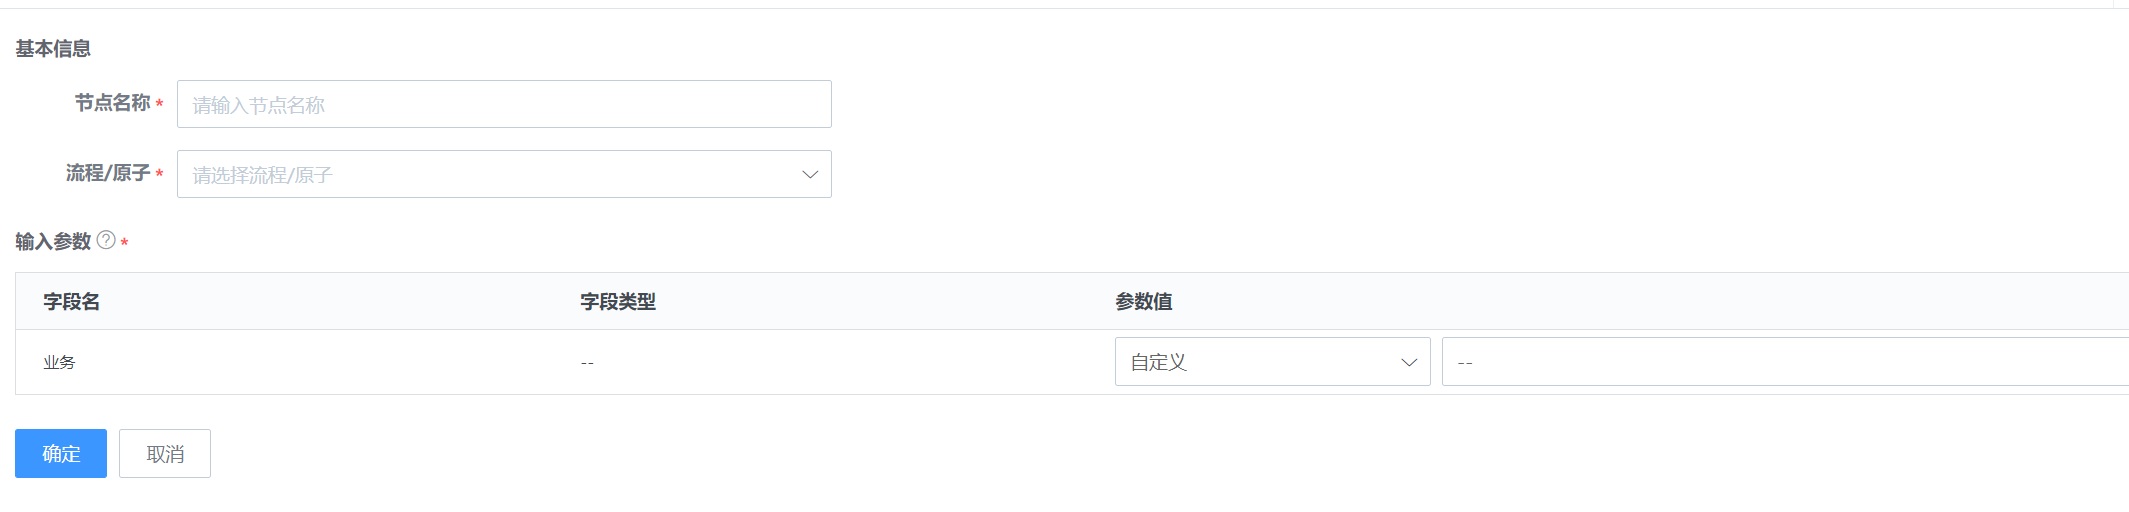 基本信息
节点名称 * 请输入节点名称
流程/原子 * 请选择流程/原子
输入参数 ? *
字段名 字段类型 参数值
业务 -- 自定义 --
确定 取消